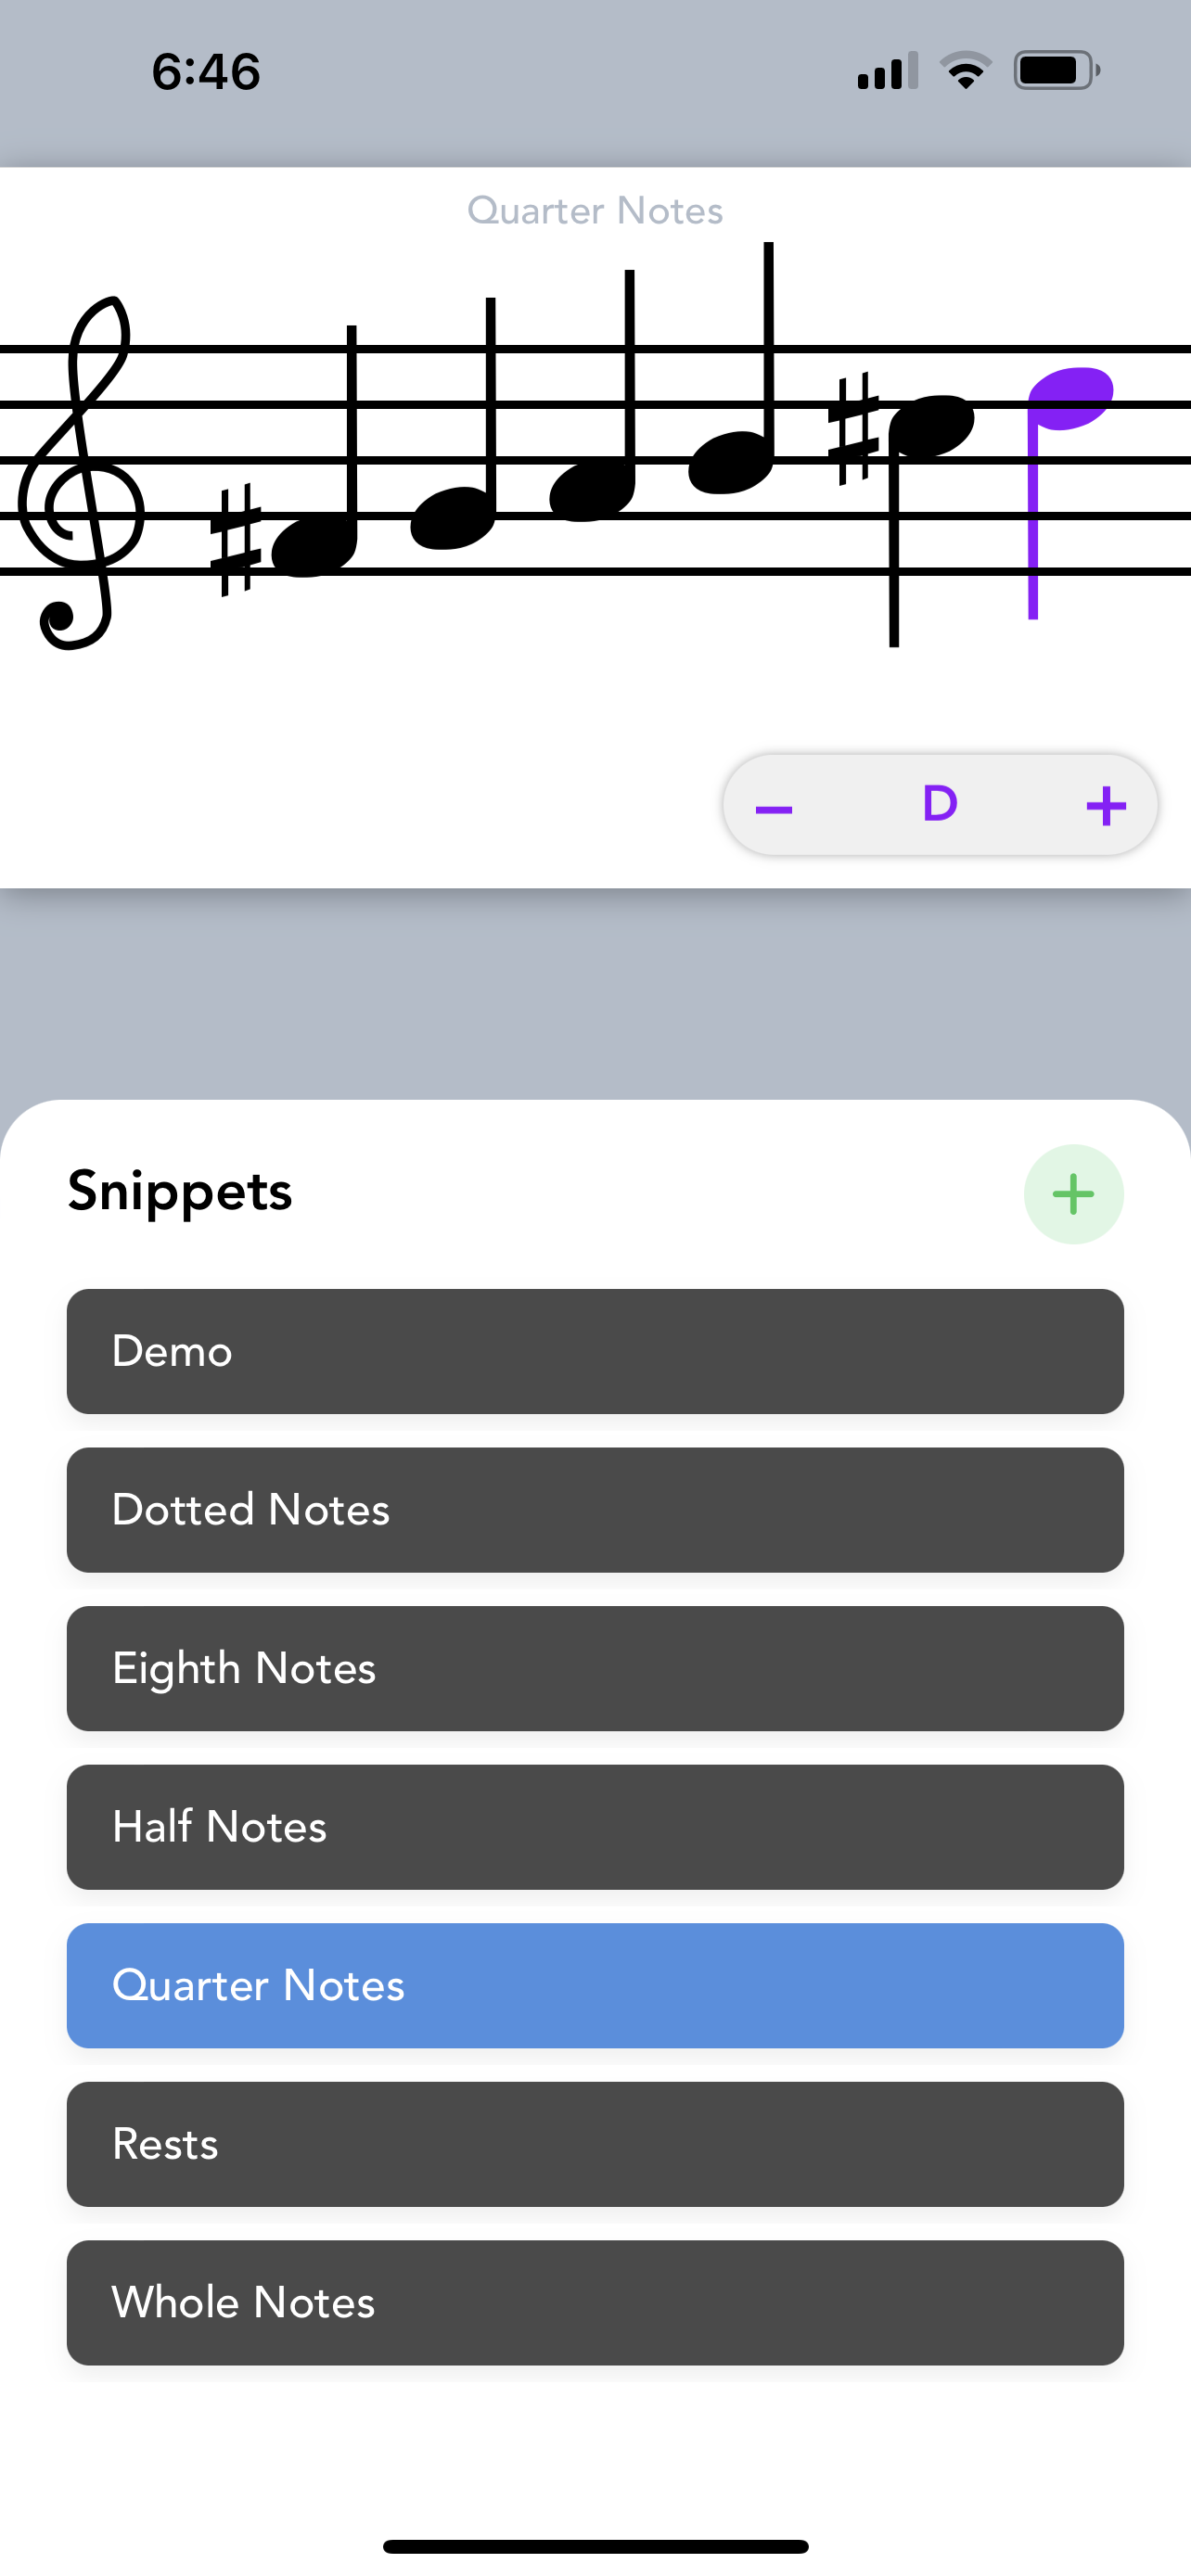 6:46
Quarter Notes
D
Snippets
Demo
Dotted Notes
Eighth Notes
Half Notes
Quarter Notes
Rests
Whole Notes